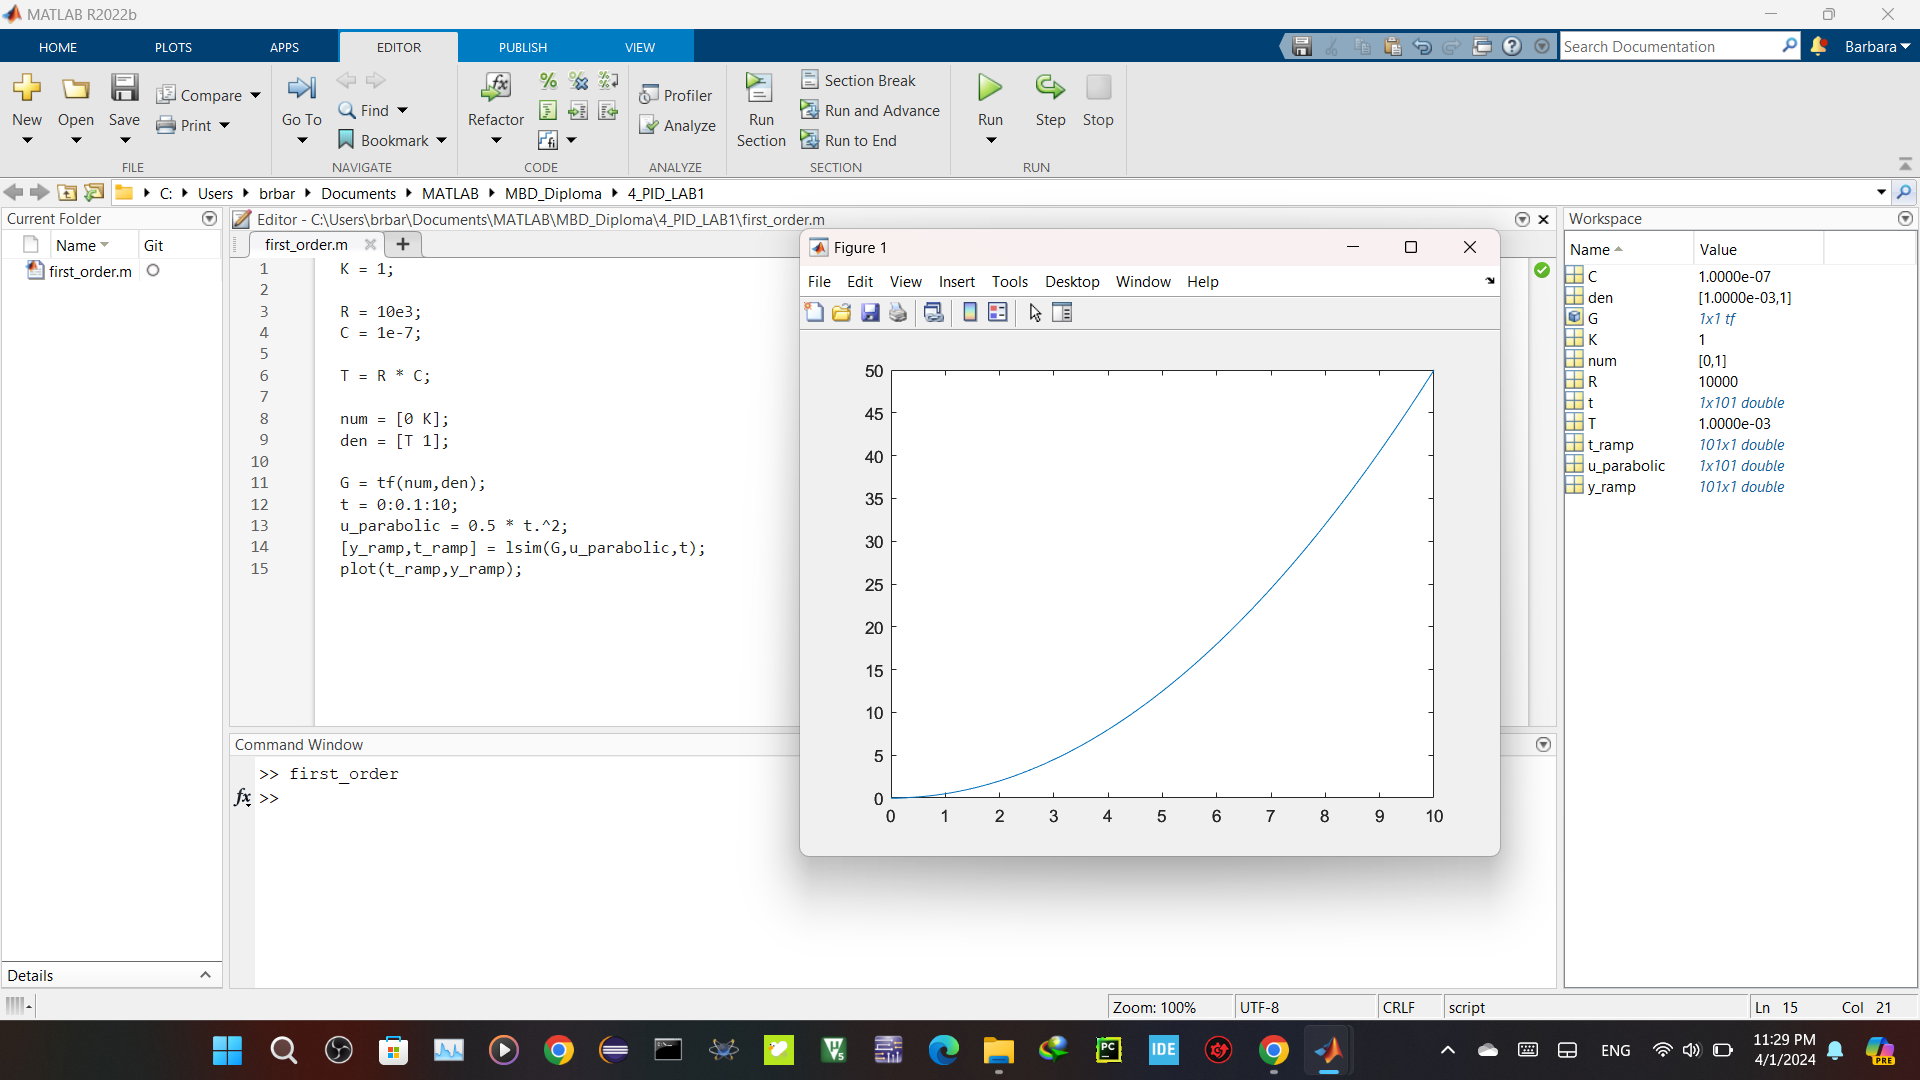 MATLAB R2022b
HOME PLOTS APPS EDITOR PUBLISH VIEW
Search Documentation
Barbara
New Open Save Compare Print
FILE
Go To Find Bookmark
NAVIGATE
Refactor
CODE
Profiler
Analyze
ANALYZE
Run Section
Section Break
Run and Advance
Run to End
SECTION
Run Step Stop
RUN
C: Users brbar Documents MATLAB MBD_Diploma 4_PID_LAB1
Current Folder
Name Git
first_order.m
Details
Editor - C:\Users\brbar\Documents\MATLAB\MBD_Diploma\4_PID_LAB1\first_order.m
first_order.m
1 K = 1;
2
3 R = 10e3;
4 C = 1e-7;
5
6 T = R * C;
7
8 num = [0 K];
9 den = [T 1];
10
11 G = tf(num,den);
12 t = 0:0.1:10;
13 u_parabolic = 0.5 * t.^2;
14 [y_ramp,t_ramp] = lsim(G,u_parabolic,t);
15 plot(t_ramp,y_ramp);
Command Window
>> first_order
fx >>
Figure 1
File Edit View Insert Tools Desktop Window Help
50
45
40
35
30
25
20
15
10
5
0
0 1 2 3 4 5 6 7 8 9 10
Workspace
Name Value
C 1.0000e-07
den [1.0000e-03,1]
G 1x1 tf
K 1
num [0,1]
R 10000
t 1x101 double
T 1.0000e-03
t_ramp 101x1 double
u_parabolic 1x101 double
y_ramp 101x1 double
Zoom: 100% UTF-8 CRLF script Ln 15 Col 21
PC
IDE
ENG
11:29 PM
4/1/2024
PRE